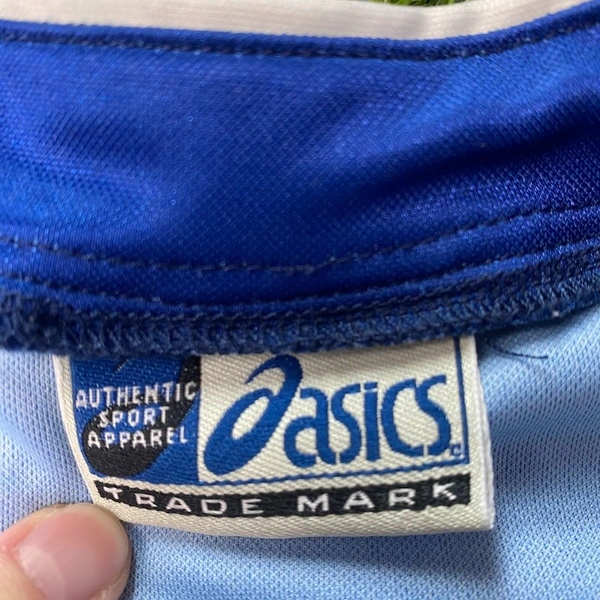 AUTHENTIC
SPORT
APPAREL
asics
TRADE MARK